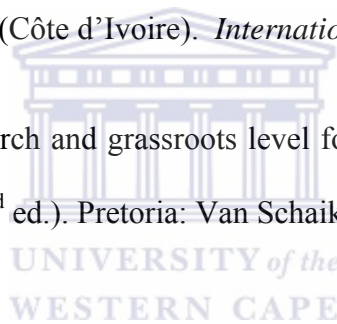 (Côte d’Ivoire). Internatio
rch and grassroots level fo
d ed.). Pretoria: Van Schaik
UNIVERSITY of the
WESTERN CAPE